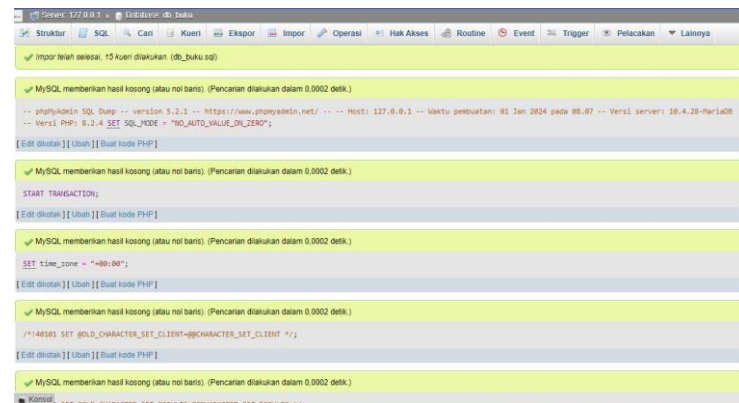 Server: 127.0.0.1 » Database: db_buku
Struktur SQL Cari Kueri Ekspor Impor Operasi Hak Akses Routine Event Trigger Pelacakan Lainnya
Impor telah selesai, 15 kueri dilakukan. (db_buku.sql)
MySQL memberikan hasil kosong (atau nol baris). (Pencarian dilakukan dalam 0,0002 detik.)
-- phpMyAdmin SQL Dump -- version 5.2.1 -- https://www.phpmyadmin.net/ -- -- Host: 127.0.0.1 -- Waktu pembuatan: 01 Jan 2024 pada 08.07 -- Versi server: 10.4.28-MariaDB
-- Versi PHP: 8.2.4 SET SQL_MODE = "NO_AUTO_VALUE_ON_ZERO";
[ Edit dikotak ] [ Ubah ] [ Buat kode PHP ]
MySQL memberikan hasil kosong (atau nol baris). (Pencarian dilakukan dalam 0,0002 detik.)
START TRANSACTION;
[ Edit dikotak ] [ Ubah ] [ Buat kode PHP ]
MySQL memberikan hasil kosong (atau nol baris). (Pencarian dilakukan dalam 0,0002 detik.)
SET time_zone = "+00:00";
[ Edit dikotak ] [ Ubah ] [ Buat kode PHP ]
MySQL memberikan hasil kosong (atau nol baris). (Pencarian dilakukan dalam 0,0002 detik.)
/*!40101 SET @OLD_CHARACTER_SET_CLIENT=@@CHARACTER_SET_CLIENT */;
[ Edit dikotak ] [ Ubah ] [ Buat kode PHP ]
MySQL memberikan hasil kosong (atau nol baris). (Pencarian dilakukan dalam 0,0002 detik.)
Konsol